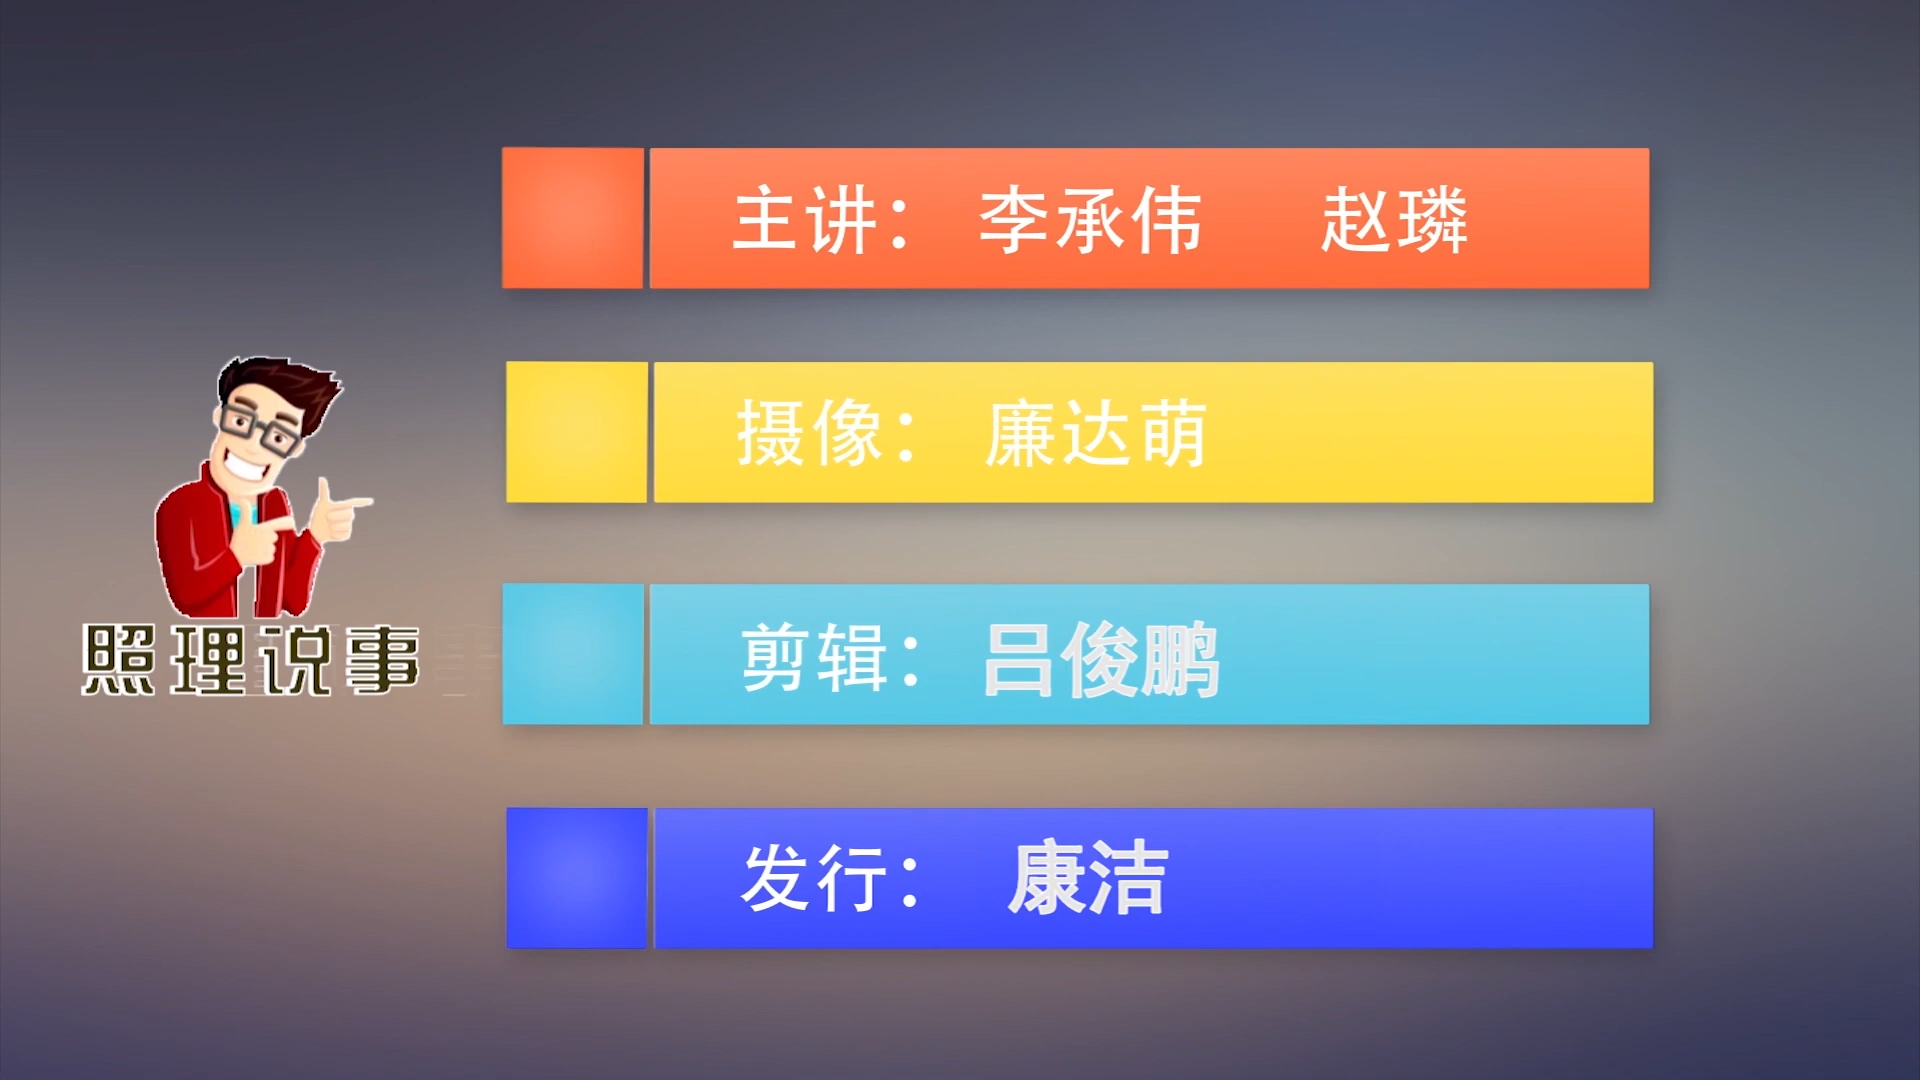 主讲： 李承伟 赵璘
摄像： 廉达萌
照理说事
剪辑： 吕俊鹏
发行： 康洁